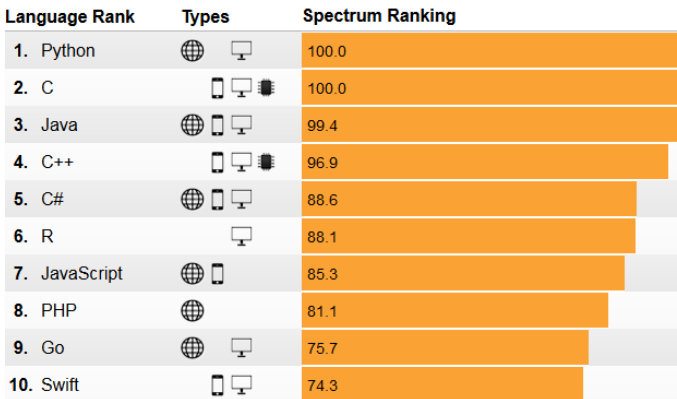 Language Rank Types Spectrum Ranking
1. Python 100.0
2. C 100.0
3. Java 99.4
4. C++ 96.9
5. C# 88.6
6. R 88.1
7. JavaScript 85.3
8. PHP 81.1
9. Go 75.7
10. Swift 74.3